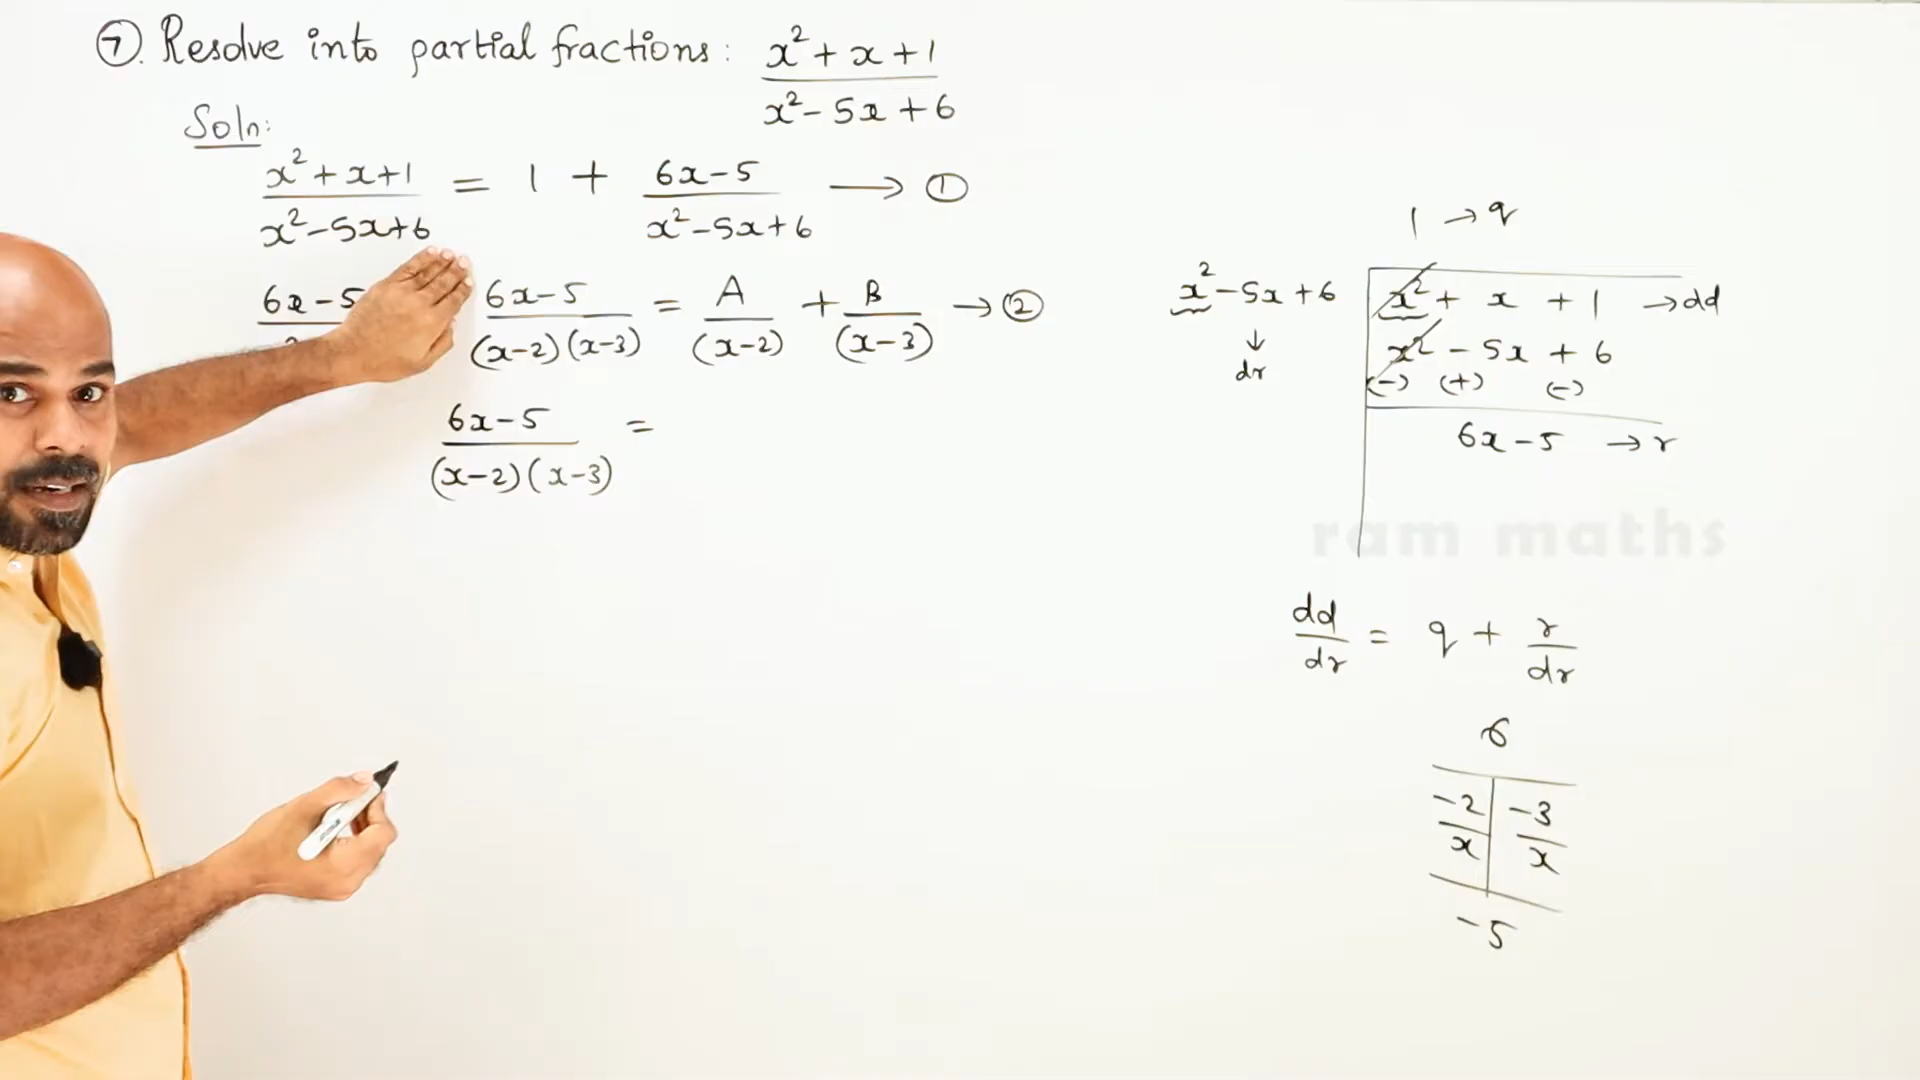 ⑦. Resolve into partial fractions: x² + x + 1
x² - 5x + 6
Soln:
x² + x + 1 = 1 + 6x - 5 ⟶ ①
x² - 5x + 6 x² - 5x + 6
6x - 5 6x - 5 = A + B → ②
(x-2)(x-3) (x-2) (x-3)
6x - 5 =
(x-2)(x-3)
1 → q
x² - 5x + 6 x² + x + 1 → dd
↓ x² - 5x + 6
dr (-) (+) (-)
6x - 5 → r
ram maths
dd = q + r
dr dr
6
-2 -3
x x
-5